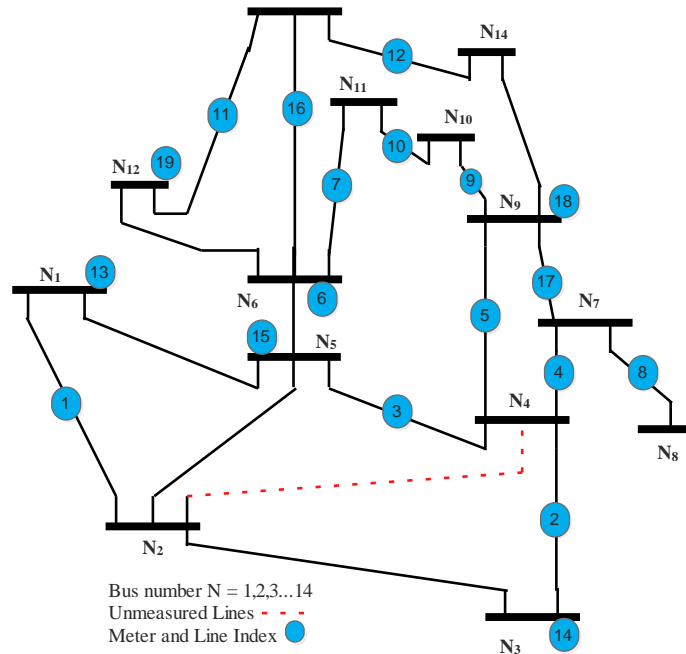 12
N14
N11
11
16
10
N10
N12
19
7
9
N9
18
N1
13
N6
6
17
N7
15
N5
5
4
8
1
3
N4
N8
2
N2
Bus number N = 1,2,3...14
Unmeasured Lines
Meter and Line Index
N3
14